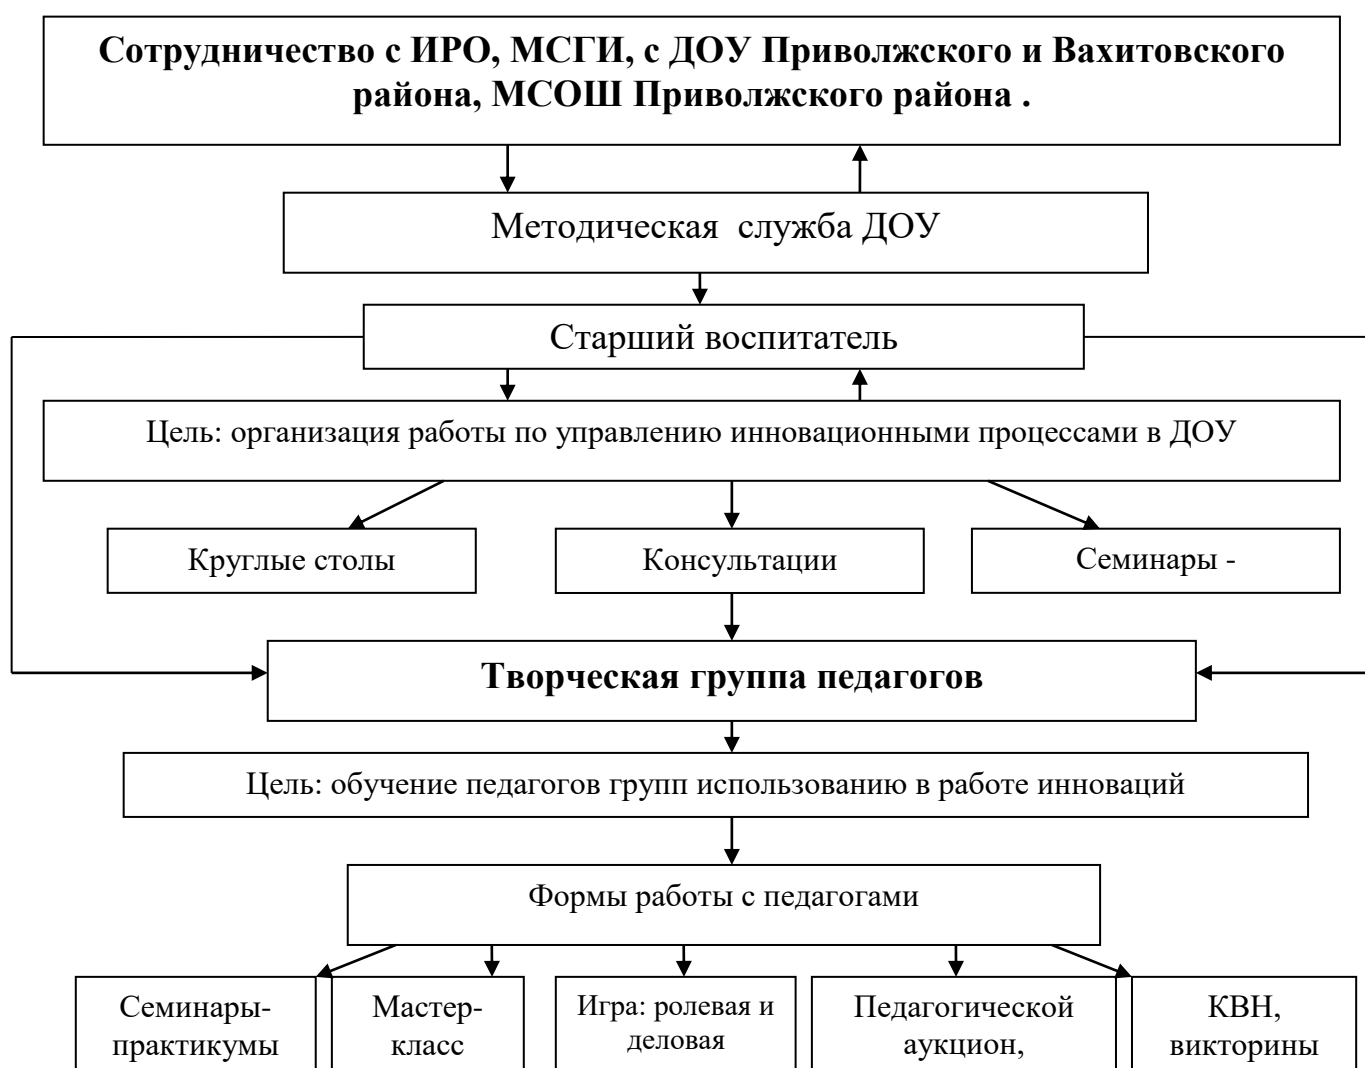 Сотрудничество с ИРО, МСГИ, с ДОУ Приволжского и Вахитовского
района, МСОШ Приволжского района .
Методическая служба ДОУ
Старший воспитатель
Цель: организация работы по управлению инновационными процессами в ДОУ
Круглые столы
Консультации
Семинары -
Творческая группа педагогов
Цель: обучение педагогов групп использованию в работе инноваций
Формы работы с педагогами
Семинары-
практикумы
Мастер-
класс
Игра: ролевая и
деловая
Педагогической
аукцион,
КВН,
викторины